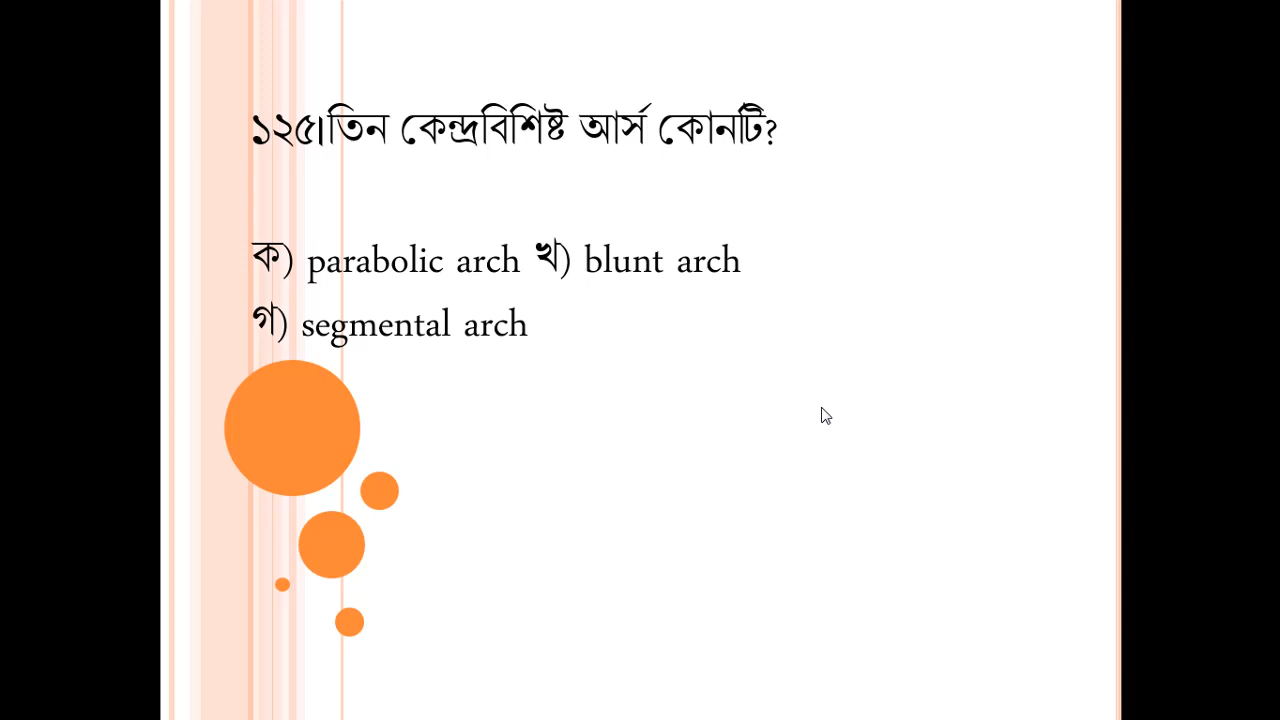 ১২৫।তিন কেন্দ্রবিশিষ্ট আর্স কোনটি?
ক) parabolic arch খ) blunt arch
গ) segmental arch